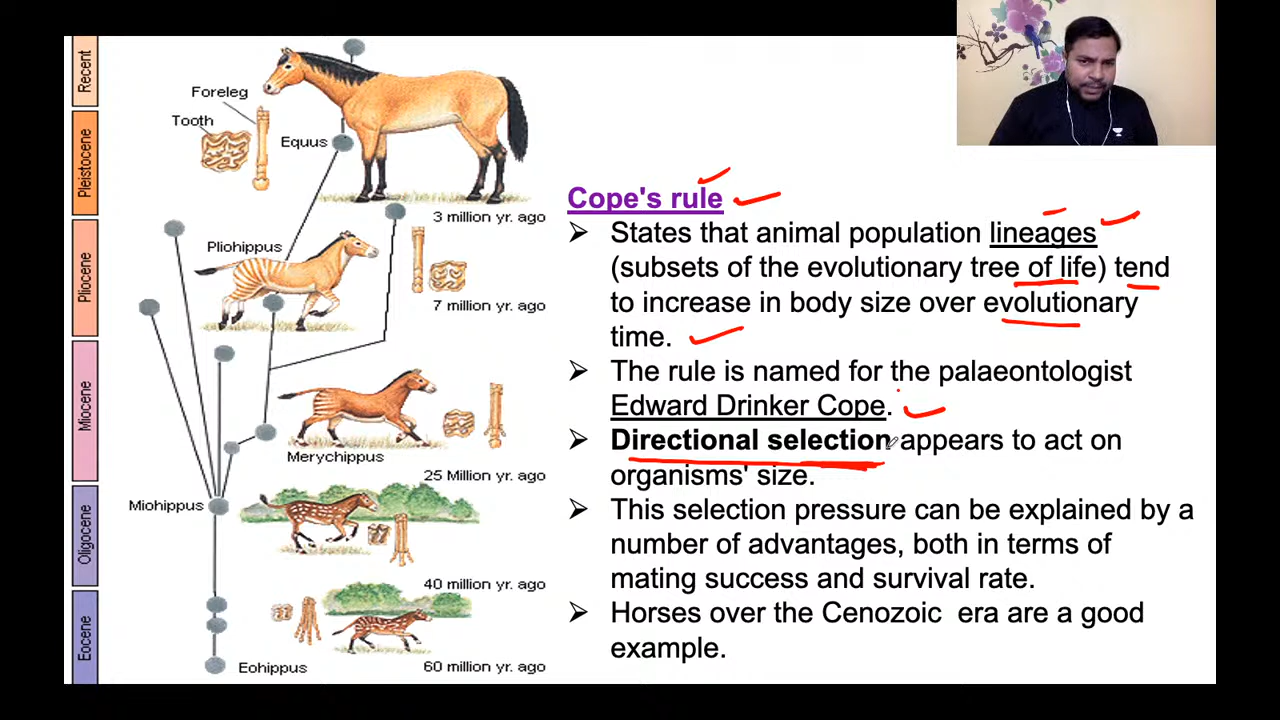 Recent
Foreleg
Tooth
Equus
Pleistocene
3 million yr. ago
Pliohippus
Pliocene
7 million yr. ago
Miocene
Merychippus
25 Million yr. ago
Miohippus
Oligocene
40 million yr. ago
Eocene
Eohippus
60 million yr. ago
Cope's rule
➢ States that animal population lineages
(subsets of the evolutionary tree of life) tend
to increase in body size over evolutionary
time.
➢ The rule is named for the palaeontologist
Edward Drinker Cope.
➢ Directional selection appears to act on
organisms' size.
➢ This selection pressure can be explained by a
number of advantages, both in terms of
mating success and survival rate.
➢ Horses over the Cenozoic era are a good
example.